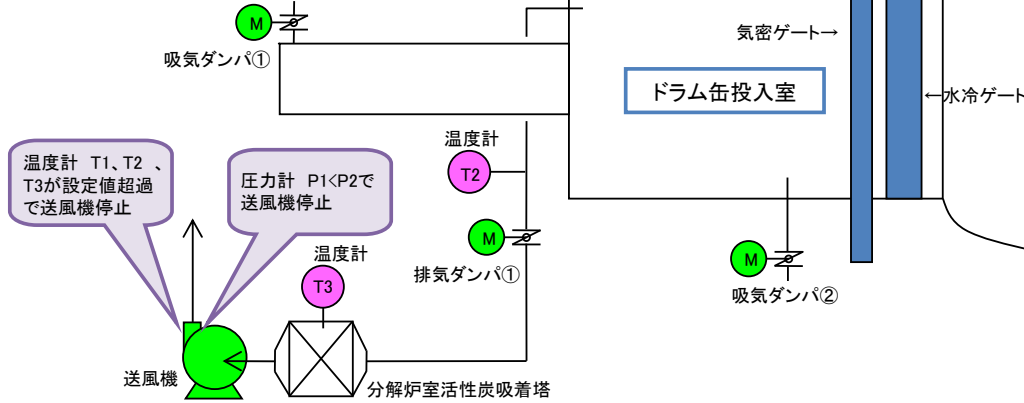 M
吸気ダンパ①
気密ゲート→
ドラム缶投入室
←水冷ゲート
温度計
T2
温度計 T1、T2 、
T3が設定値超過
で送風機停止
圧力計 P1<P2で
送風機停止
M
排気ダンパ①
M
吸気ダンパ②
温度計
T3
送風機
分解炉室活性炭吸着塔